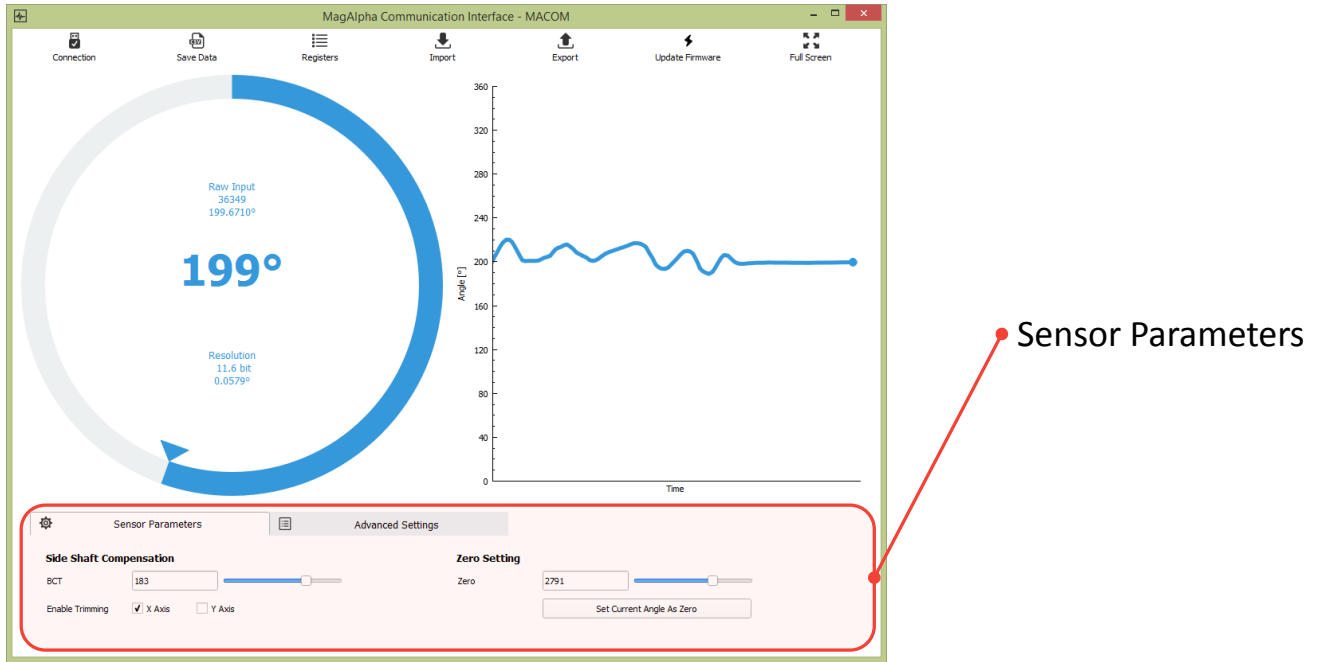 MagAlpha Communication Interface - MACOM
Connection
Save Data
Registers
Import
Export
Update Firmware
Full Screen
Raw Input
36349
199.6710º
199°
Resolution
11.6 bit
0.0579º
360
320
280
240
200
160
120
80
40
0
Angle [°]
Time
Sensor Parameters
Sensor Parameters
Advanced Settings
Side Shaft Compensation
BCT
183
Enable Trimming
X Axis
Y Axis
Zero Setting
Zero
2791
Set Current Angle As Zero